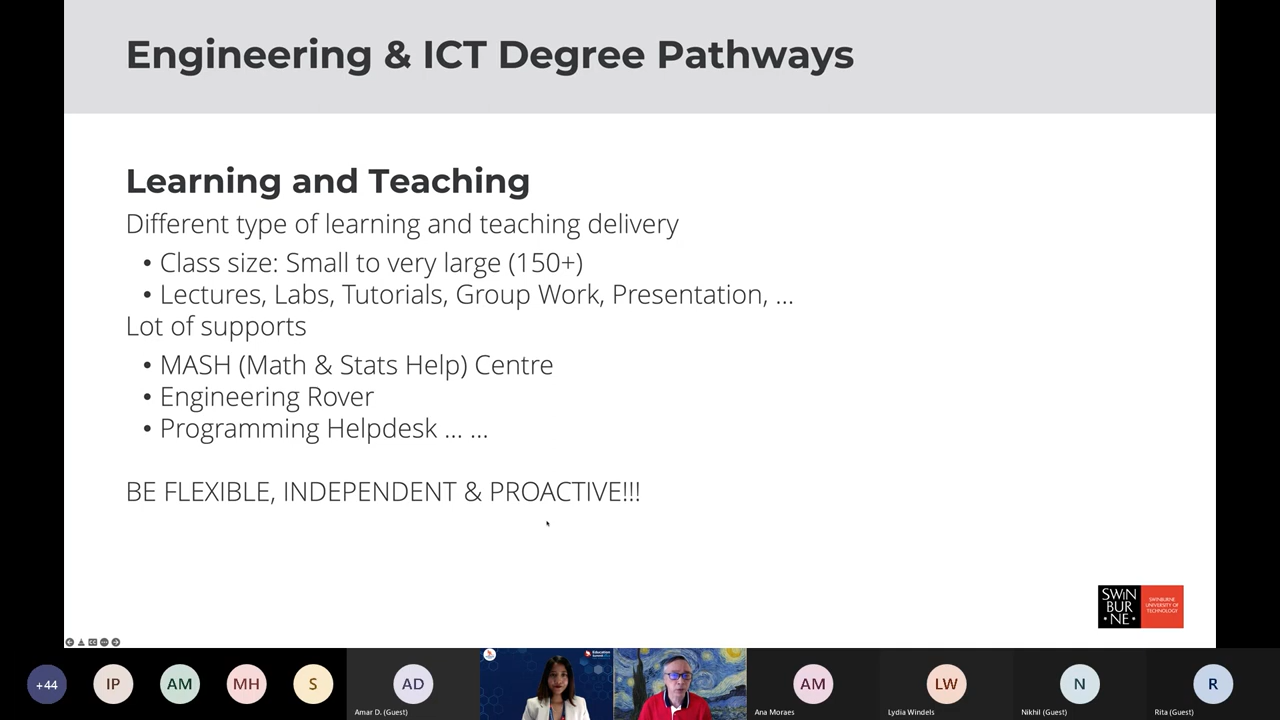 Engineering & ICT Degree Pathways
Learning and Teaching
Different type of learning and teaching delivery
• Class size: Small to very large (150+)
• Lectures, Labs, Tutorials, Group Work, Presentation, ...
Lot of supports
• MASH (Math & Stats Help) Centre
• Engineering Rover
• Programming Helpdesk ... ...
BE FLEXIBLE, INDEPENDENT & PROACTIVE!!!
SWIN
BUR
• NE •
SWINBURNE
UNIVERSITY OF
TECHNOLOGY
+44
IP
AM
MH
S
AD
Amar D. (Guest)
AM
Ana Moraes
LW
Lydia Windels
N
Nikhil (Guest)
R
Rita (Guest)